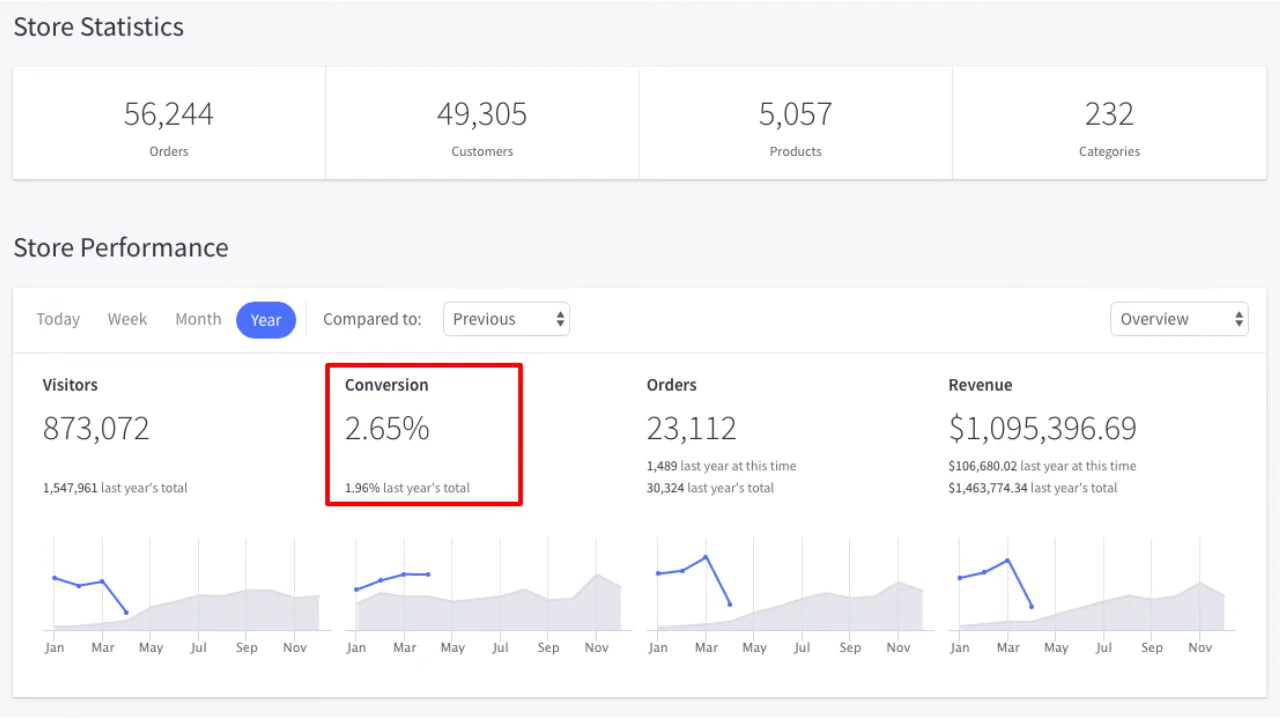 Store Statistics
56,244
Orders
49,305
Customers
5,057
Products
232
Categories
Store Performance
Today Week Month Year Compared to: Previous Overview
Visitors
873,072
1,547,961 last year's total
Conversion
2.65%
1.96% last year's total
Orders
23,112
1,489 last year at this time
30,324 last year's total
Revenue
$1,095,396.69
$106,680.02 last year at this time
$1,463,774.34 last year's total
Jan Mar May Jul Sep Nov
Jan Mar May Jul Sep Nov
Jan Mar May Jul Sep Nov
Jan Mar May Jul Sep Nov